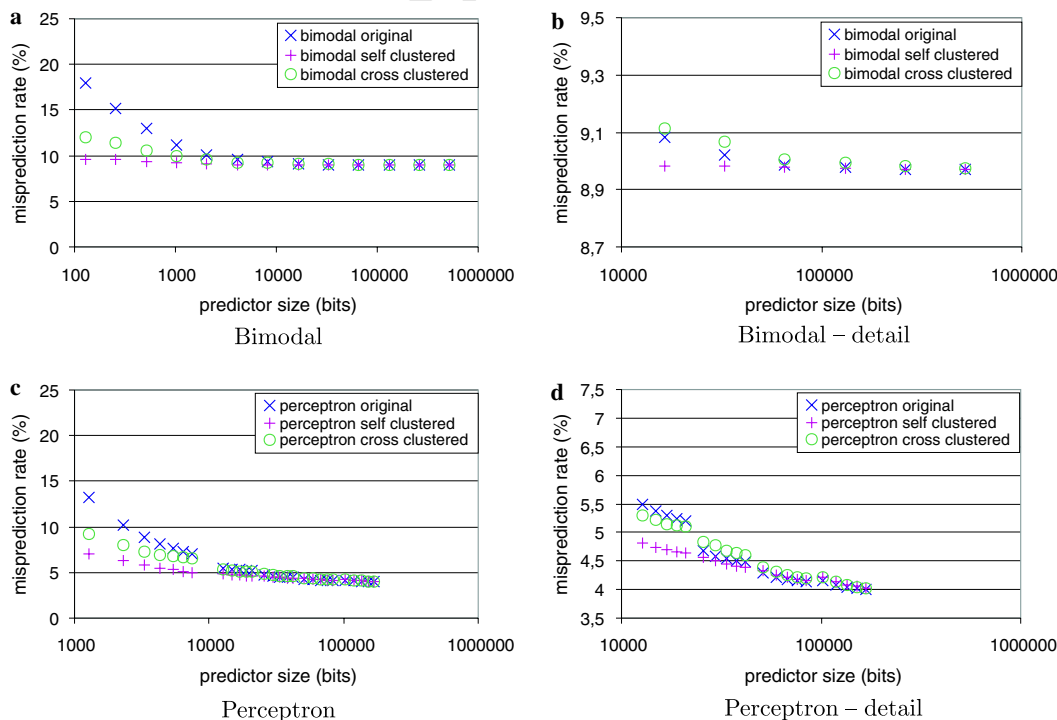 a
25
20
15
10
5
0
misprediction rate (%)
bimodal original
bimodal self clustered
bimodal cross clustered
100 1000 10000 100000 1000000
predictor size (bits)
Bimodal
b
9,5
9,3
9,1
8,9
8,7
misprediction rate (%)
bimodal original
bimodal self clustered
bimodal cross clustered
10000 100000 1000000
predictor size (bits)
Bimodal – detail
c
25
20
15
10
5
0
misprediction rate (%)
perceptron original
perceptron self clustered
perceptron cross clustered
1000 10000 100000 1000000
predictor size (bits)
Perceptron
d
7,5
7
6,5
6
5,5
5
4,5
4
3,5
misprediction rate (%)
perceptron original
perceptron self clustered
perceptron cross clustered
10000 100000 1000000
predictor size (bits)
Perceptron – detail